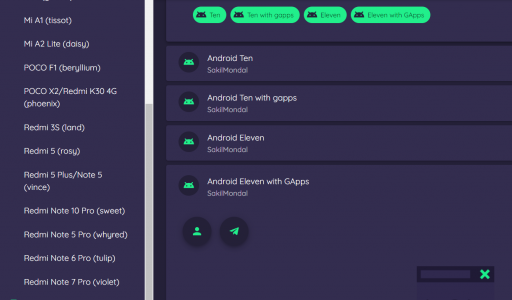 Mi A1 (tissot)
Mi A2 Lite (daisy)
POCO F1 (beryllium)
POCO X2/Redmi K30 4G
(phoenix)
Redmi 3S (land)
Redmi 5 (rosy)
Redmi 5 Plus/Note 5
(vince)
Redmi Note 10 Pro (sweet)
Redmi Note 5 Pro (whyred)
Redmi Note 6 Pro (tulip)
Redmi Note 7 Pro (violet)
Ten
Ten with gapps
Eleven
Eleven with GApps
Android Ten
SakilMondal
Android Ten with gapps
SakilMondal
Android Eleven
SakilMondal
Android Eleven with GApps
SakilMondal